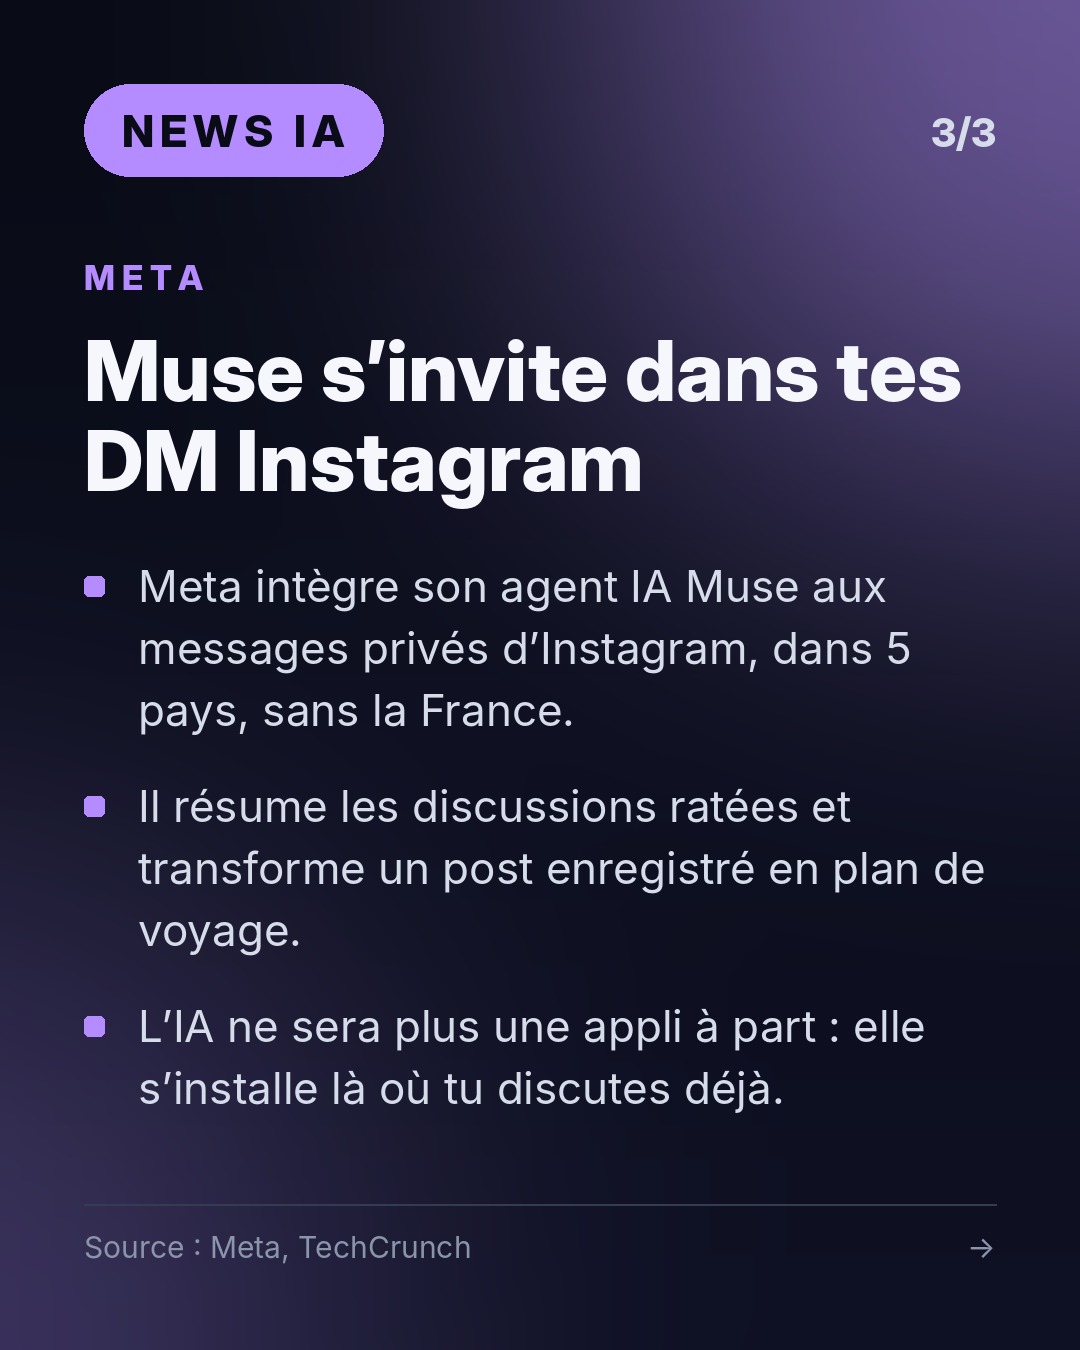 NEWS IA
3/3
META
Muse s’invite dans tes
DM Instagram
Meta intègre son agent IA Muse aux
messages privés d’Instagram, dans 5
pays, sans la France.
Il résume les discussions ratées et
transforme un post enregistré en plan de
voyage.
L’IA ne sera plus une appli à part : elle
s’installe là où tu discutes déjà.
Source : Meta, TechCrunch
→